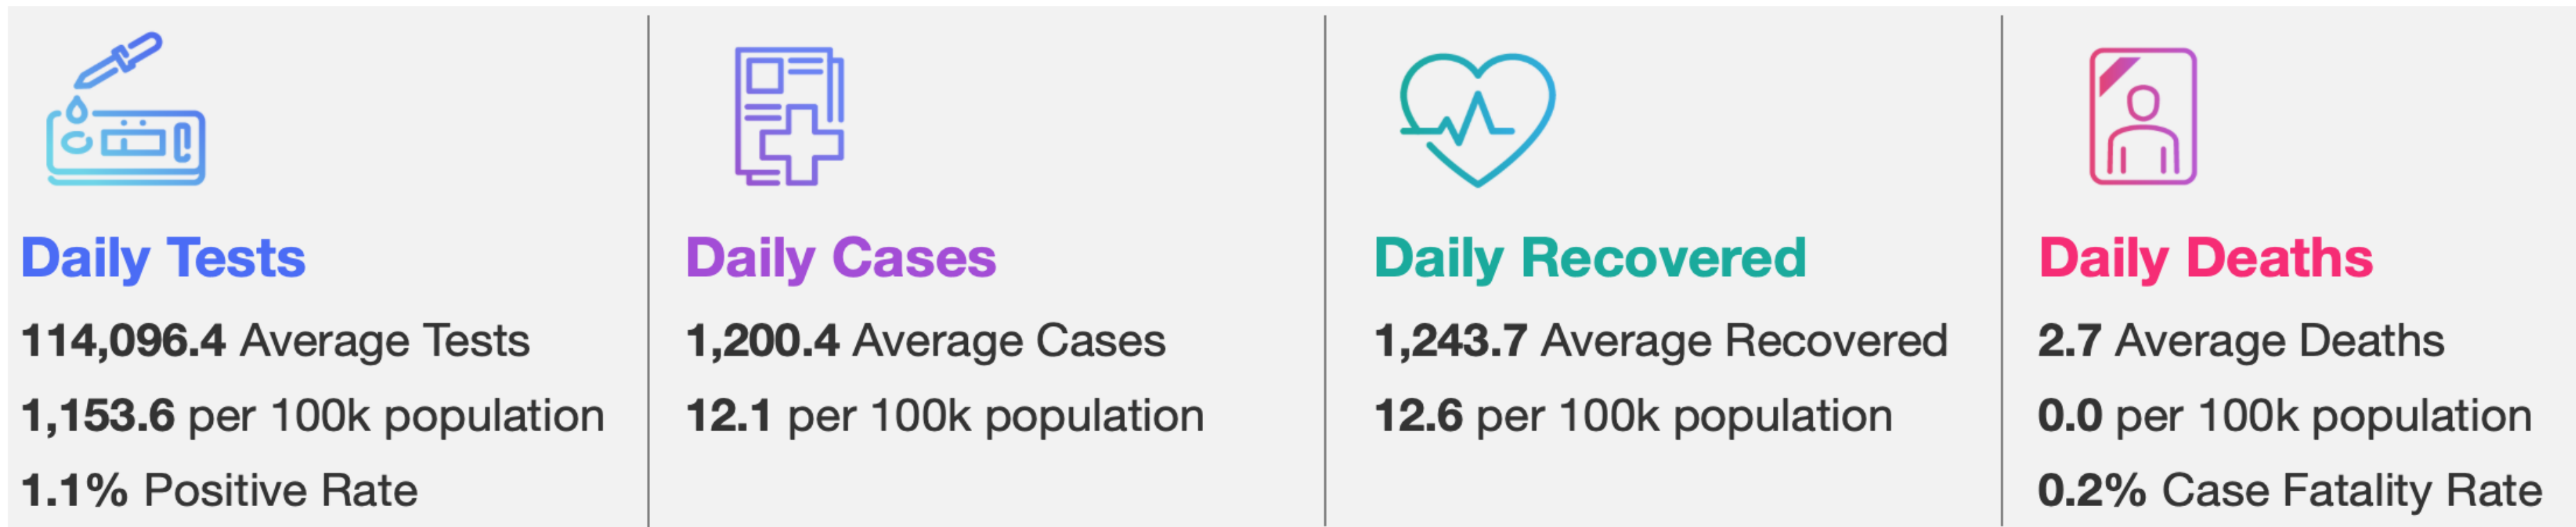 Daily Tests
114,096.4 Average Tests
1,153.6 per 100k population
1.1% Positive Rate
Daily Cases
1,200.4 Average Cases
12.1 per 100k population
Daily Recovered
1,243.7 Average Recovered
12.6 per 100k population
Daily Deaths
2.7 Average Deaths
0.0 per 100k population
0.2% Case Fatality Rate